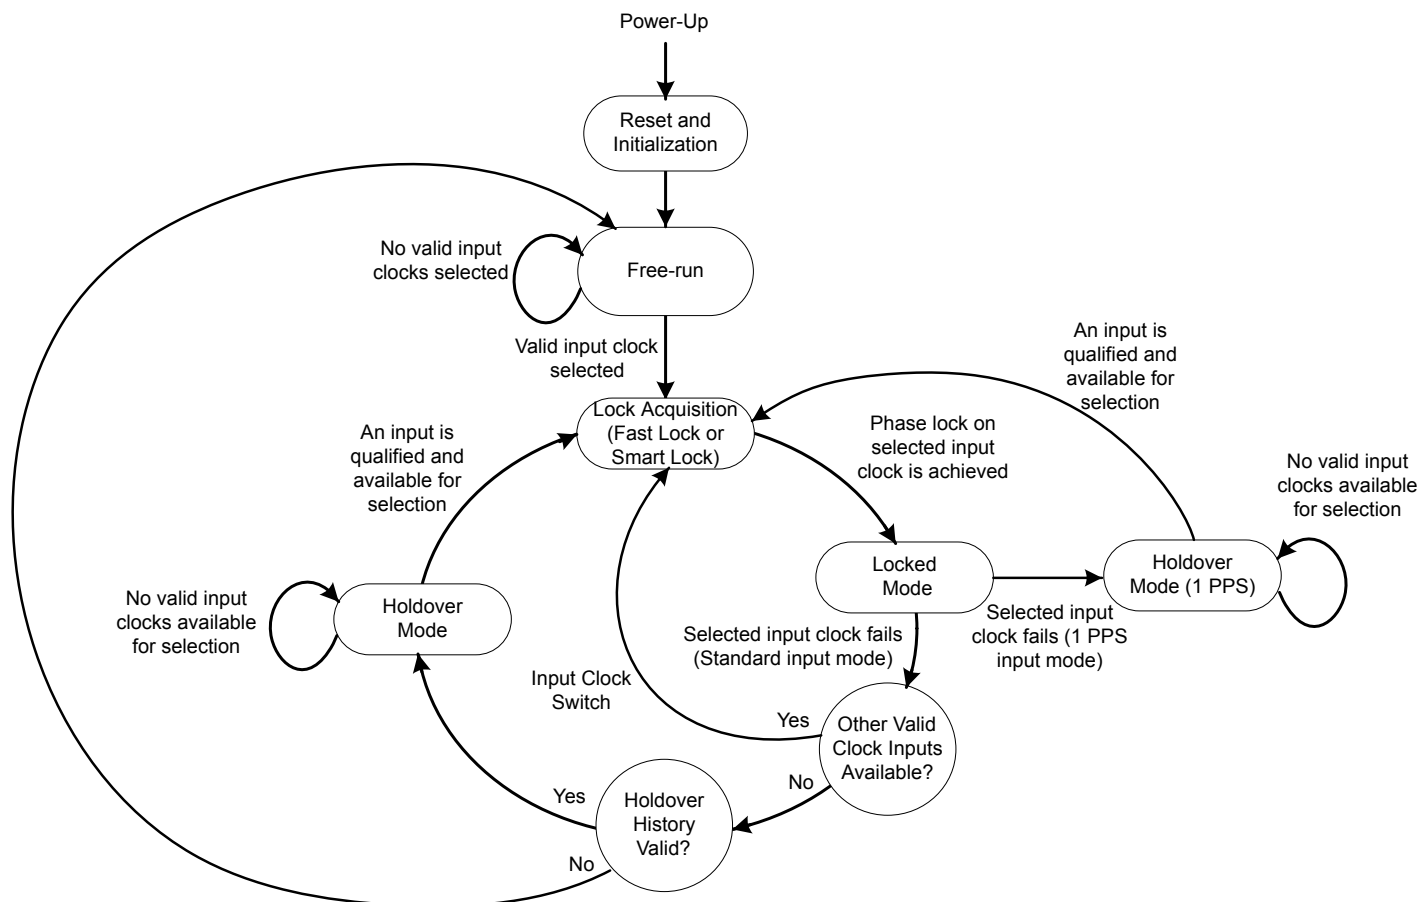 Power-Up
Reset and
Initialization
No valid input
clocks selected
Free-run
Valid input clock
selected
An input is
qualified and
available for
selection
Lock Acquisition
(Fast Lock or
Smart Lock)
Phase lock on
selected input
clock is achieved
An input is
qualified and
available for
selection
No valid input
clocks available
for selection
Locked
Mode
Holdover
Mode (1 PPS)
No valid input
clocks available
for selection
Holdover
Mode
Selected input clock fails
(Standard input mode)
Selected input
clock fails (1 PPS
input mode)
Input Clock
Switch
Yes
Other Valid
Clock Inputs
Available?
No
Yes
Holdover
History
Valid?
No